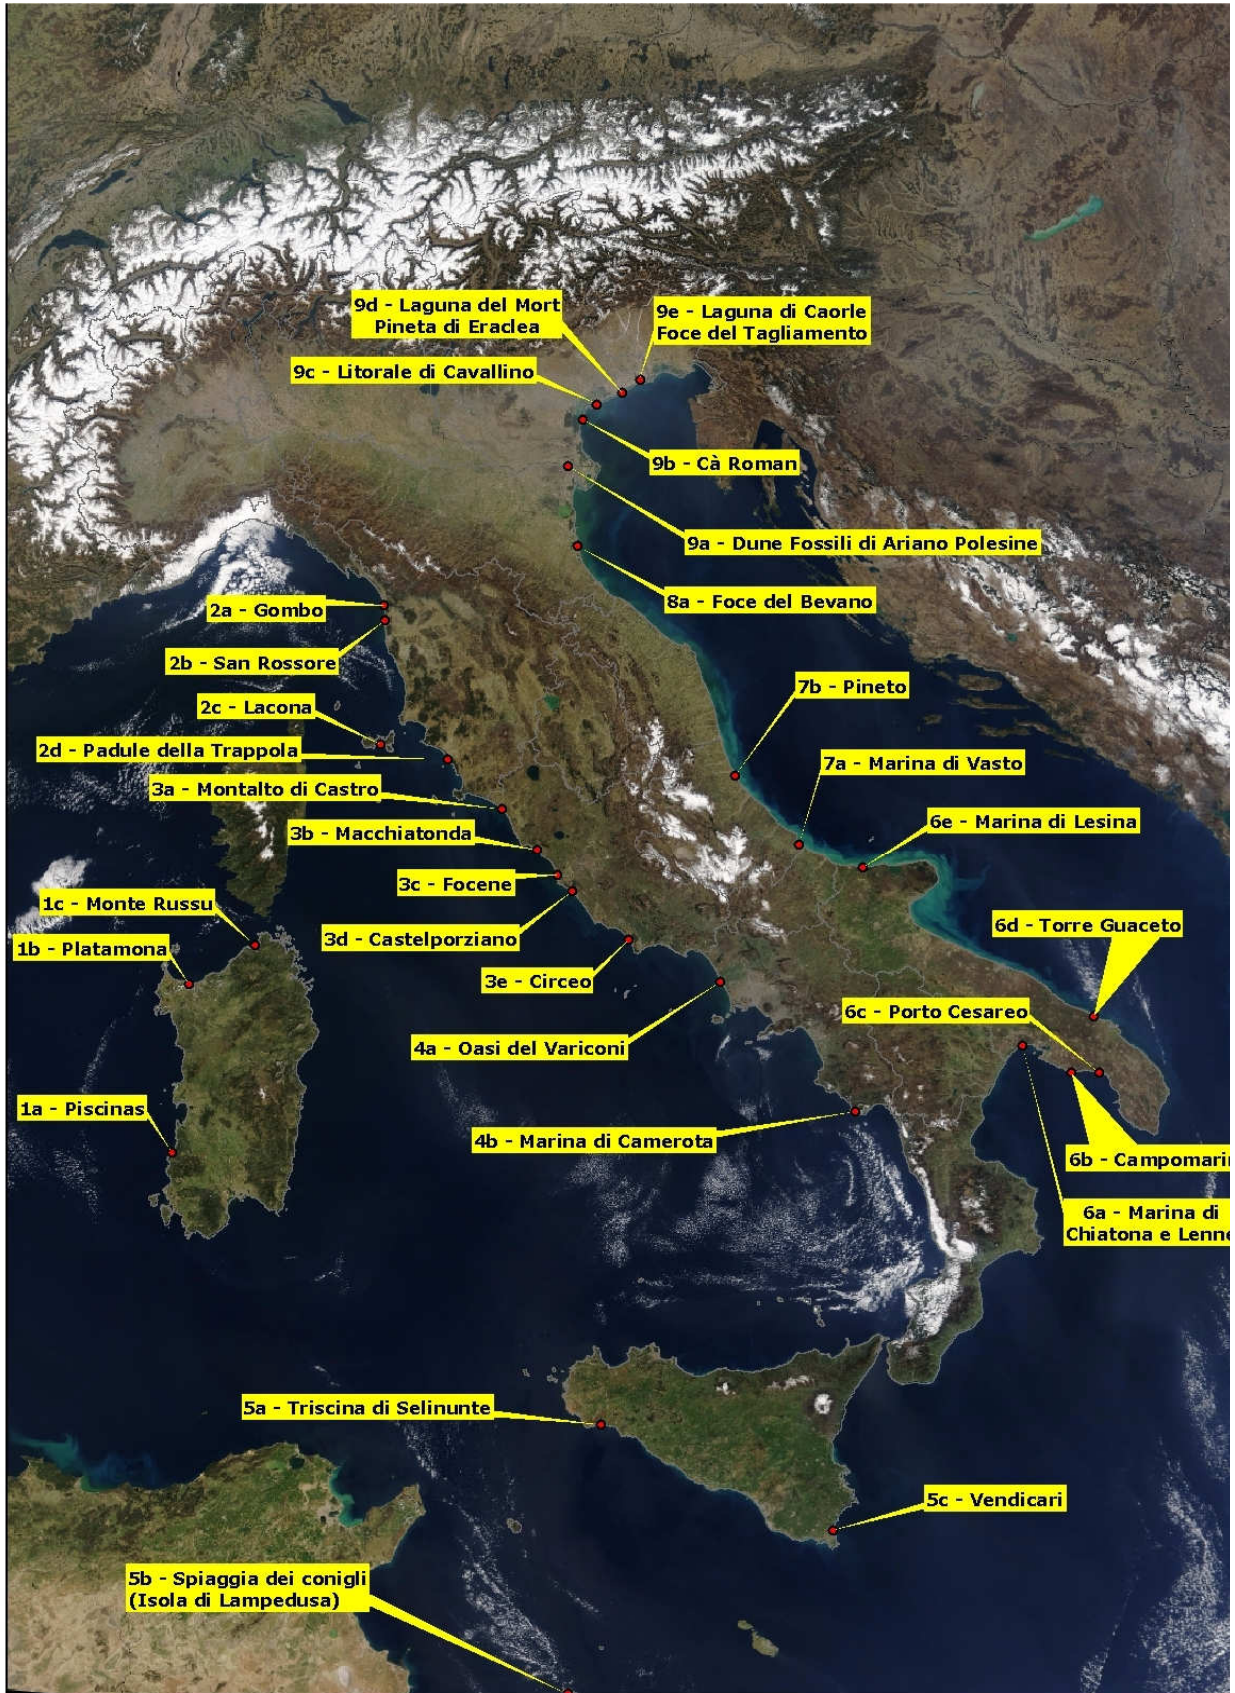 9d - Laguna del Mort
Pineta di Eraclea
9e - Laguna di Caorle
Foce del Tagliamento
9c - Litorale di Cavallino
9b - Cà Roman
9a - Dune Fossili di Ariano Polesine
8a - Foce del Bevano
2a - Gombo
2b - San Rossore
7b - Pineto
2c - Lacona
2d - Padule della Trappola
7a - Marina di Vasto
3a - Montalto di Castro
6e - Marina di Lesina
3b - Macchiatonda
3c - Focene
1c - Monte Russu
6d - Torre Guaceto
3d - Castelporziano
1b - Platamona
3e - Circeo
6c - Porto Cesareo
4a - Oasi del Variconi
1a - Piscinas
4b - Marina di Camerota
6b - Campomari
6a - Marina di
Chiatona e Lenne
5a - Triscina di Selinunte
5c - Vendicari
5b - Spiaggia dei conigli
(Isola di Lampedusa)